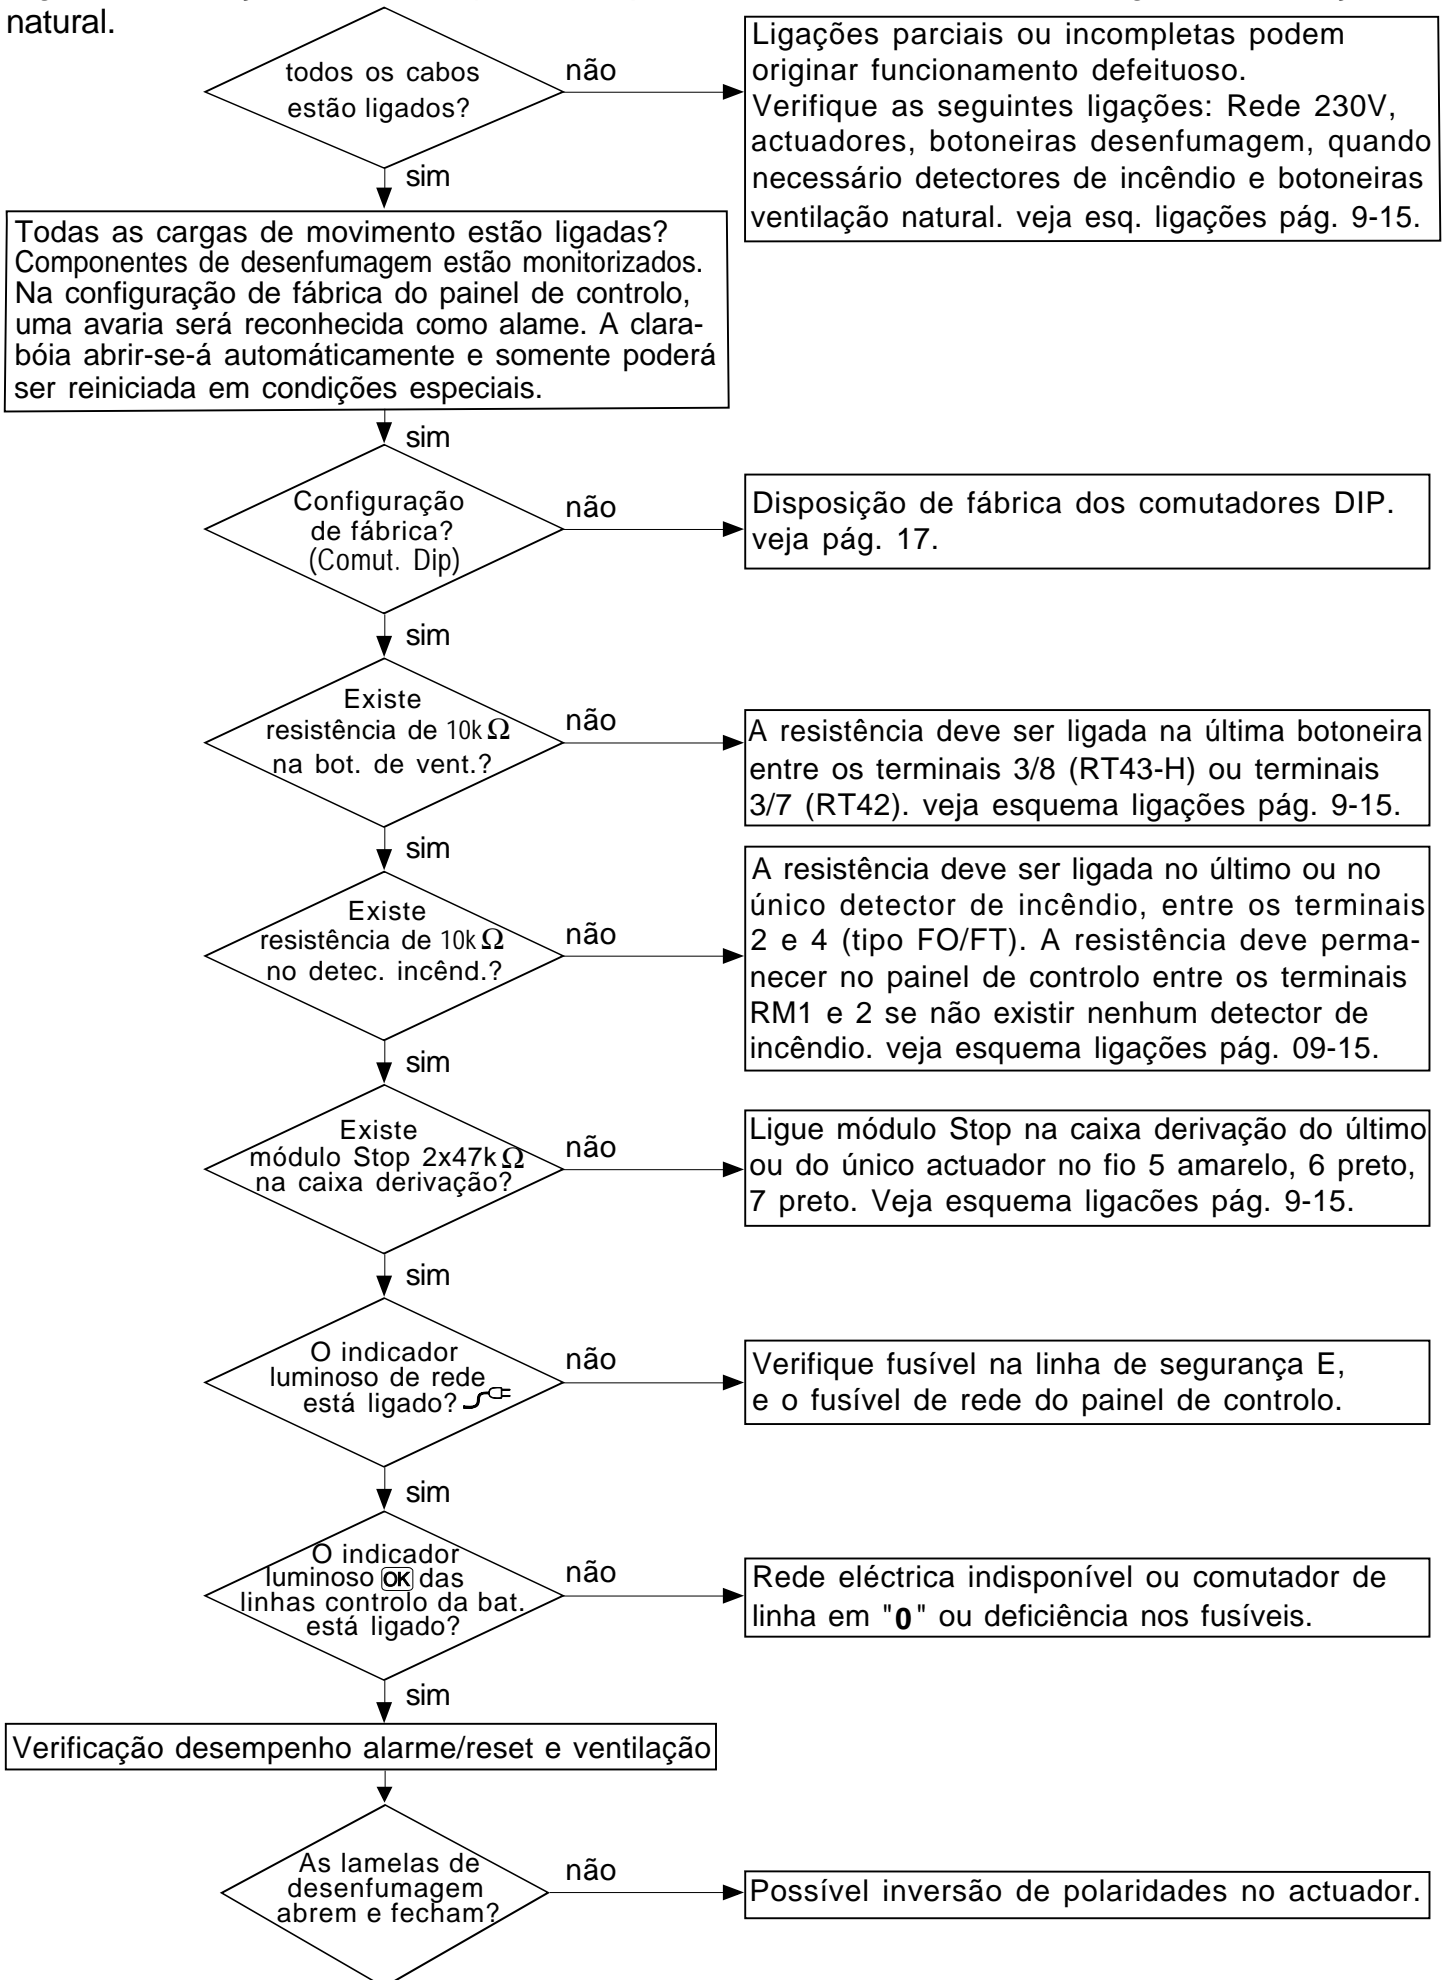 natural.
todos os cabos
estão ligados?
não
Ligações parciais ou incompletas podem
originar funcionamento defeituoso.
Verifique as seguintes ligações: Rede 230V,
actuadores, botoneiras desenfumagem, quando
necessário detectores de incêndio e botoneiras
ventilação natural. veja esq. ligações pág. 9-15.
sim
Todas as cargas de movimento estão ligadas?
Componentes de desenfumagem estão monitorizados.
Na configuração de fábrica do painel de controlo,
uma avaria será reconhecida como alame. A clara-
bóia abrir-se-á automáticamente e somente poderá
ser reiniciada em condições especiais.
sim
Configuração
de fábrica?
(Comut. Dip)
não
Disposição de fábrica dos comutadores DIP.
veja pág. 17.
sim
Existe
resistência de 10k Ω
na bot. de vent.?
não
A resistência deve ser ligada na última botoneira
entre os terminais 3/8 (RT43-H) ou terminais
3/7 (RT42). veja esquema ligações pág. 9-15.
sim
Existe
resistência de 10k Ω
no detec. incênd.?
não
A resistência deve ser ligada no último ou no
único detector de incêndio, entre os terminais
2 e 4 (tipo FO/FT). A resistência deve perma-
necer no painel de controlo entre os terminais
RM1 e 2 se não existir nenhum detector de
incêndio. veja esquema ligações pág. 09-15.
sim
Existe
módulo Stop 2x47k Ω
na caixa derivação?
não
Ligue módulo Stop na caixa derivação do último
ou do único actuador no fio 5 amarelo, 6 preto,
7 preto. Veja esquema ligacões pág. 9-15.
sim
O indicador
luminoso de rede
está ligado?
não
Verifique fusível na linha de segurança E,
e o fusível de rede do painel de controlo.
sim
O indicador
luminoso OK das
linhas controlo da bat.
está ligado?
não
Rede eléctrica indisponível ou comutador de
linha em "0" ou deficiência nos fusíveis.
sim
Verificação desempenho alarme/reset e ventilação
As lamelas de
desenfumagem
abrem e fecham?
não
Possível inversão de polaridades no actuador.